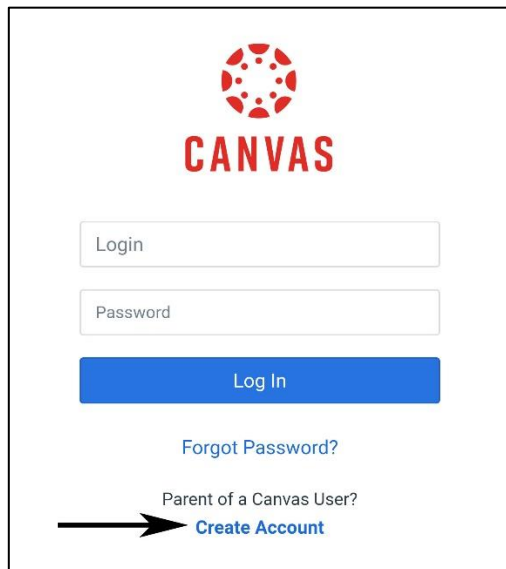 CANVAS
Login
Password
Log In
Forgot Password?
Parent of a Canvas User?
Create Account